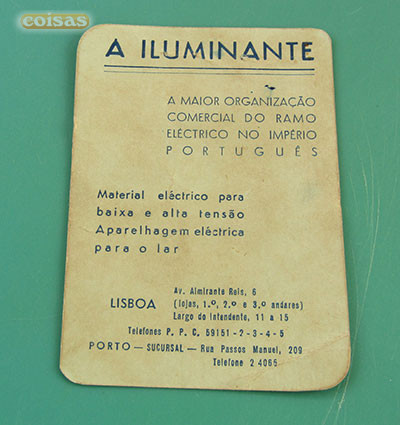 coisas
A ILUMINANTE
A MAIOR ORGANIZAÇÃO
COMERCIAL DO RAMO
ELÉCTRICO NO IMPÉRIO
PORTUGUÊS
Material eléctrico para
baixa e alta tensão
Aparelhagem eléctrica
para o lar
Av. Almirante Reis, 6
LISBOA (lojas, 1.º, 2.º e 3.º andares)
Largo do Intendente, 11 a 15
Telefones P. P. C. 59151-2-3-4-5
PORTO — SUCURSAL — Rua Passos Manuel, 209
Telefone 2 4065